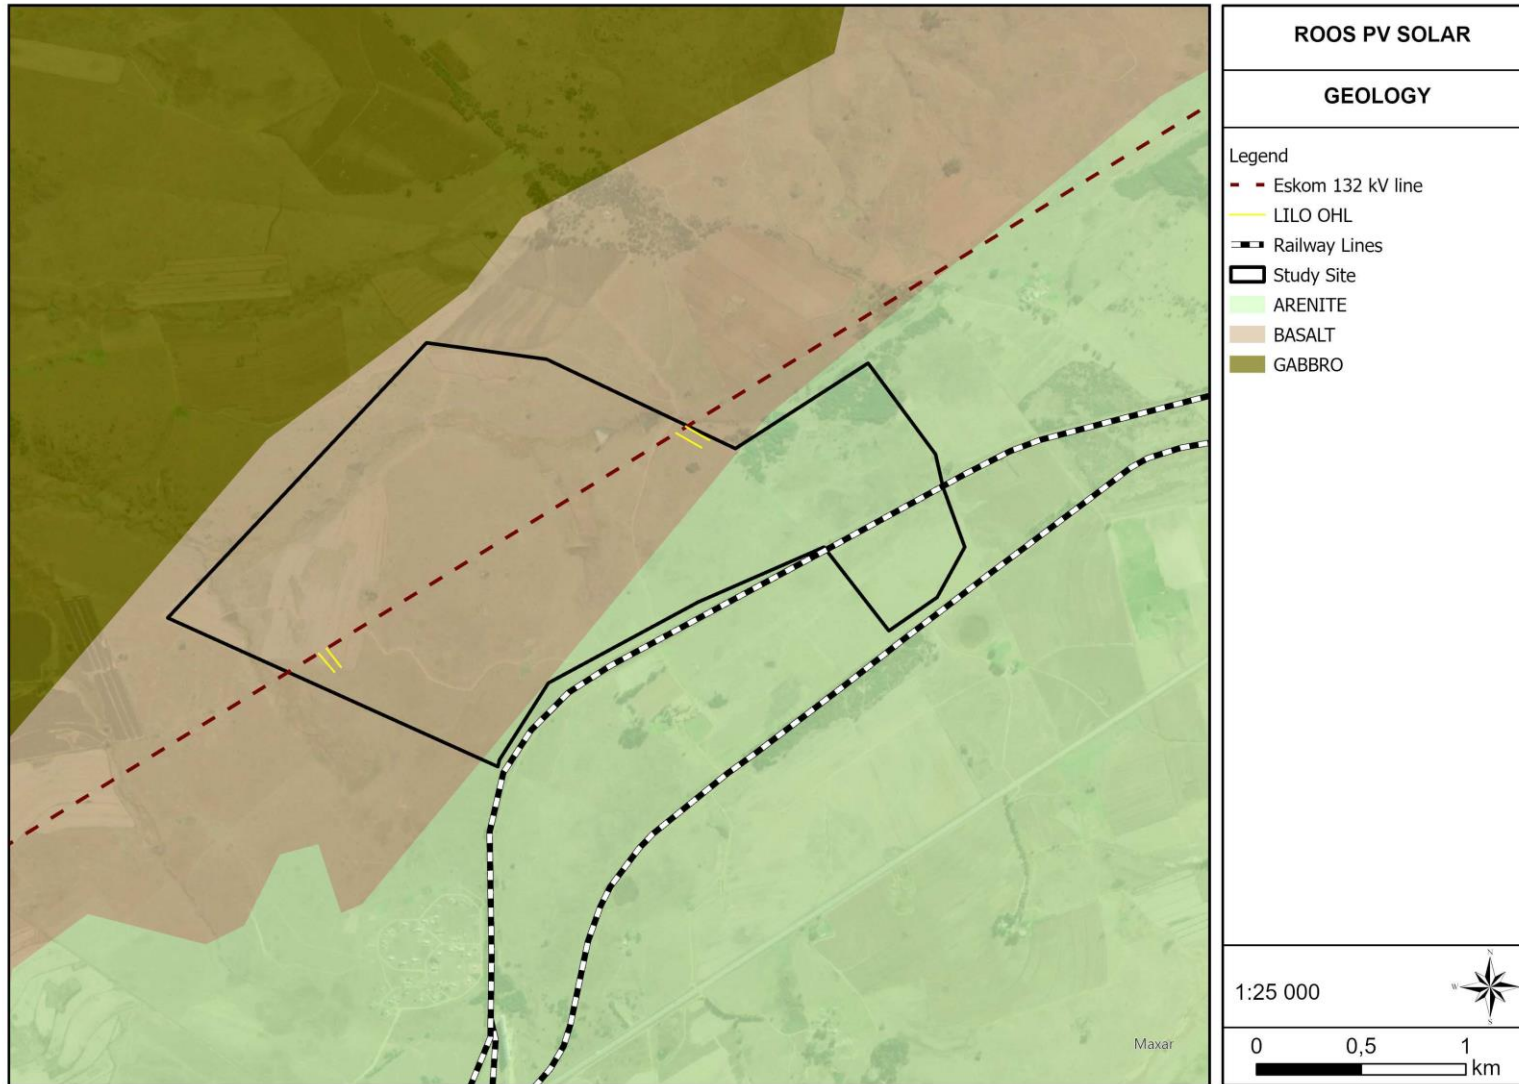 ROOS PV SOLAR
GEOLOGY
Legend
Eskom 132 kV line
LILO OHL
Railway Lines
Study Site
ARENITE
BASALT
GABBRO
Maxar
1:25 000
N
W
S
0 0,5 1
km